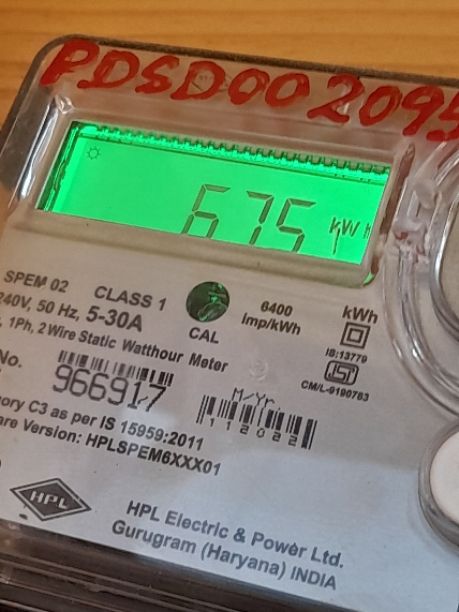 PDSD002095
675 kWh
SPEM 02 CLASS 1
240V, 50 Hz, 5-30A
CAL
6400
imp/kWh
kWh
1Ph, 2 Wire Static Watthour Meter
IS:13779
ISI
CM/L-9190763
No.
966917
M/Yr
112022
ory C3 as per IS 15959:2011
are Version: HPLSPEM6XXX01
HPL
HPL Electric & Power Ltd.
Gurugram (Haryana) INDIA